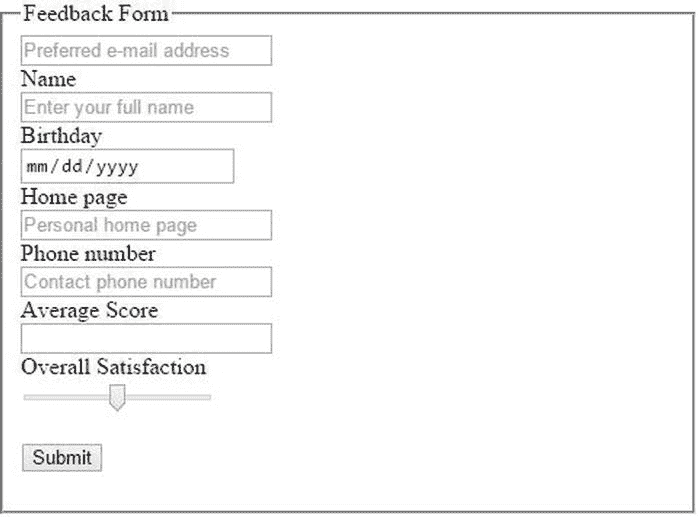 Feedback Form
Preferred e-mail address
Name
Enter your full name
Birthday
mm/dd/yyyy
Home page
Personal home page
Phone number
Contact phone number
Average Score
Overall Satisfaction
Submit